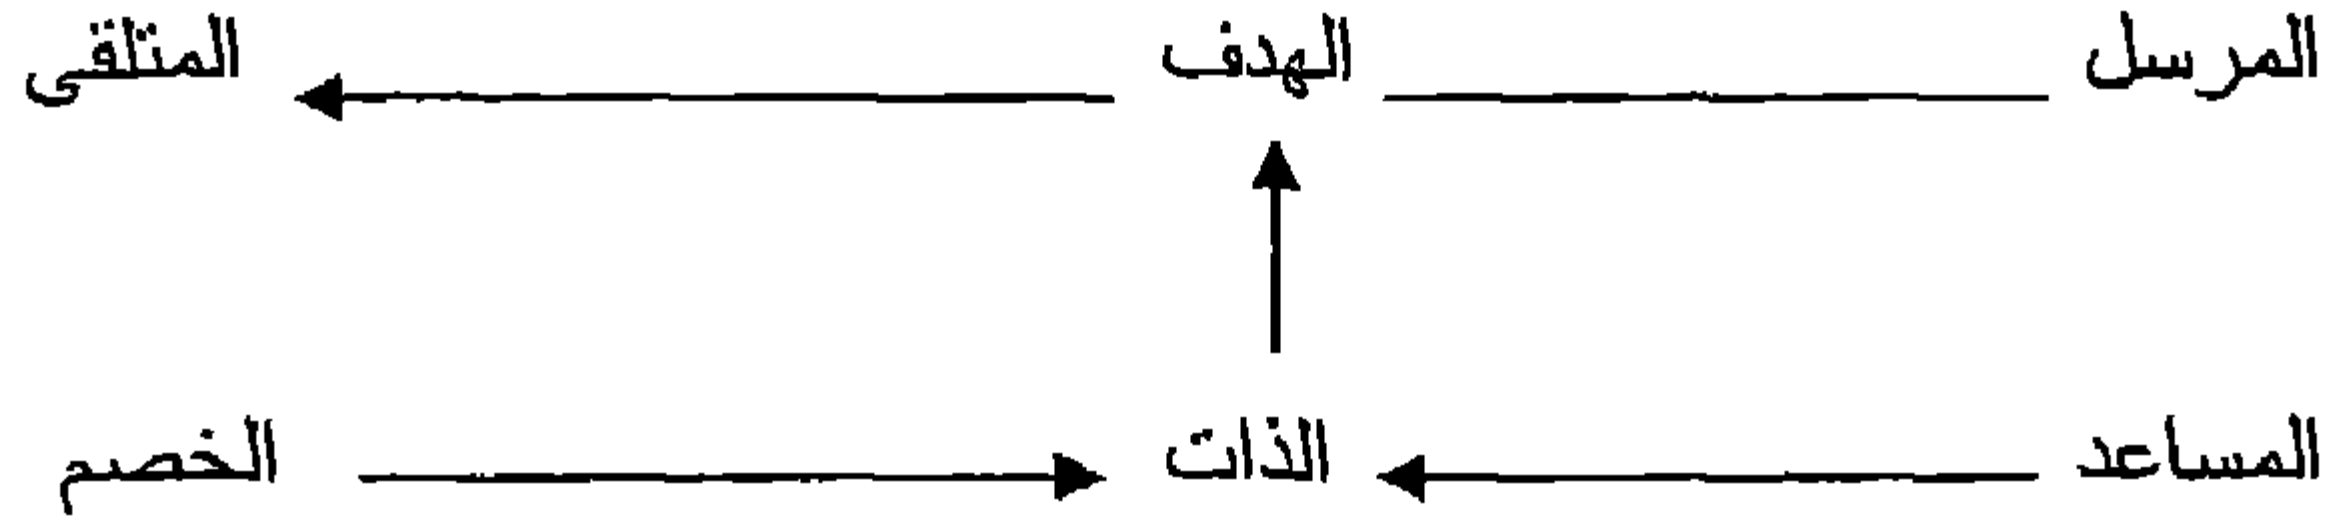 المرسل الهدف المتلقى
المساعد الذات الخصم